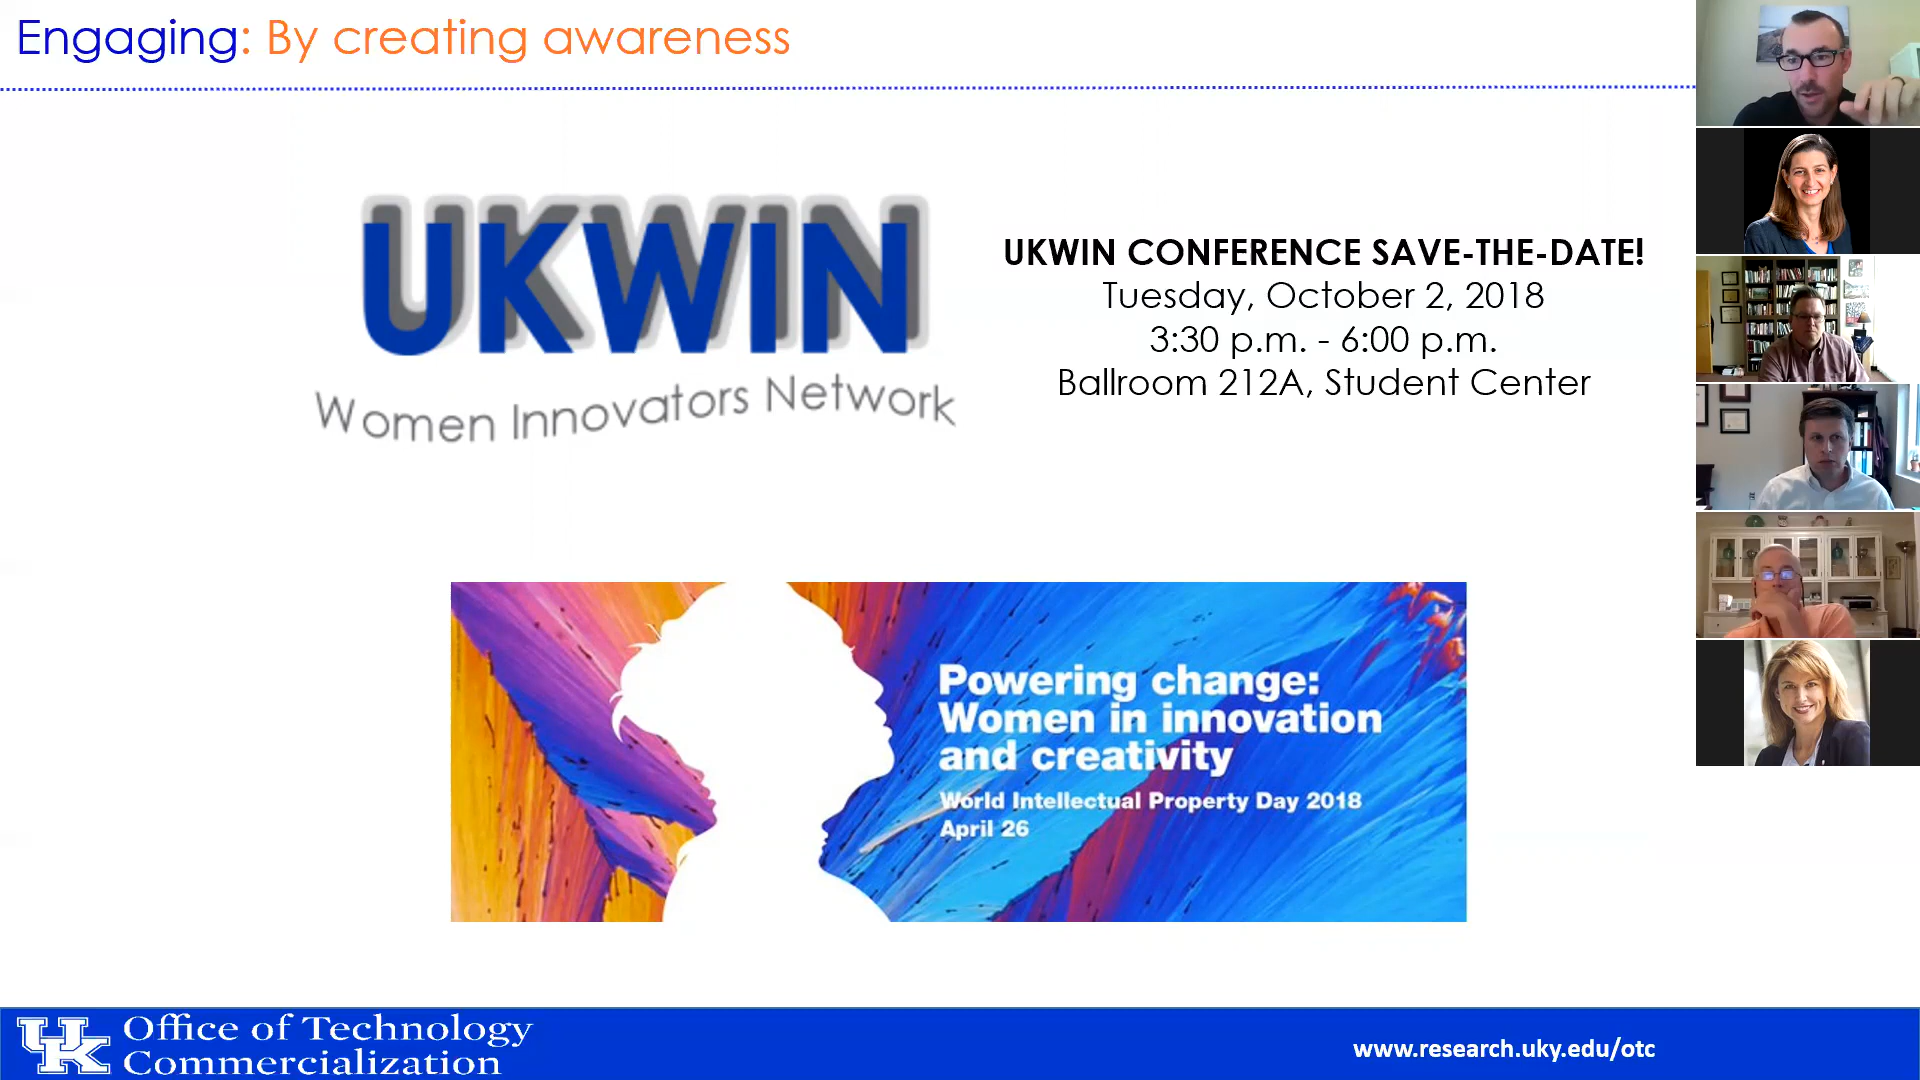 Engaging: By creating awareness
UKWIN
Women Innovators Network
UKWIN CONFERENCE SAVE-THE-DATE!
Tuesday, October 2, 2018
3:30 p.m. - 6:00 p.m.
Ballroom 212A, Student Center
Powering change:
Women in innovation
and creativity
World Intellectual Property Day 2018
April 26
UK
Office of Technology
Commercialization
www.research.uky.edu/otc